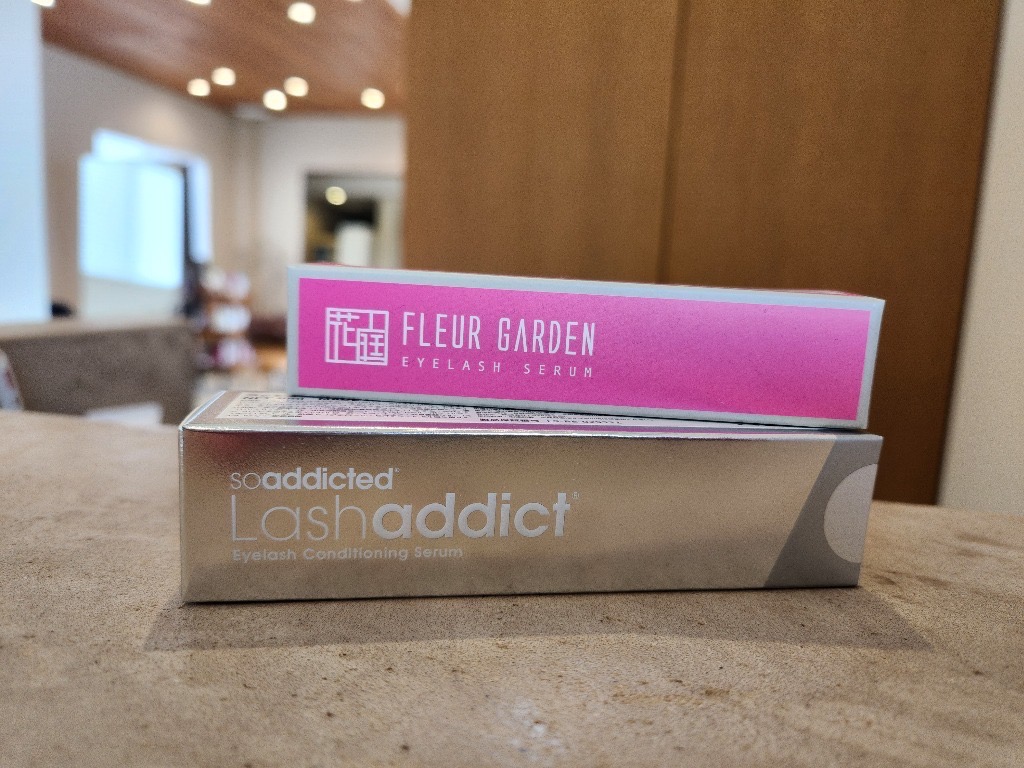 花庭
FLEUR GARDEN
EYELASH SERUM
soaddicted®
Lashaddict®
Eyelash Conditioning Serum